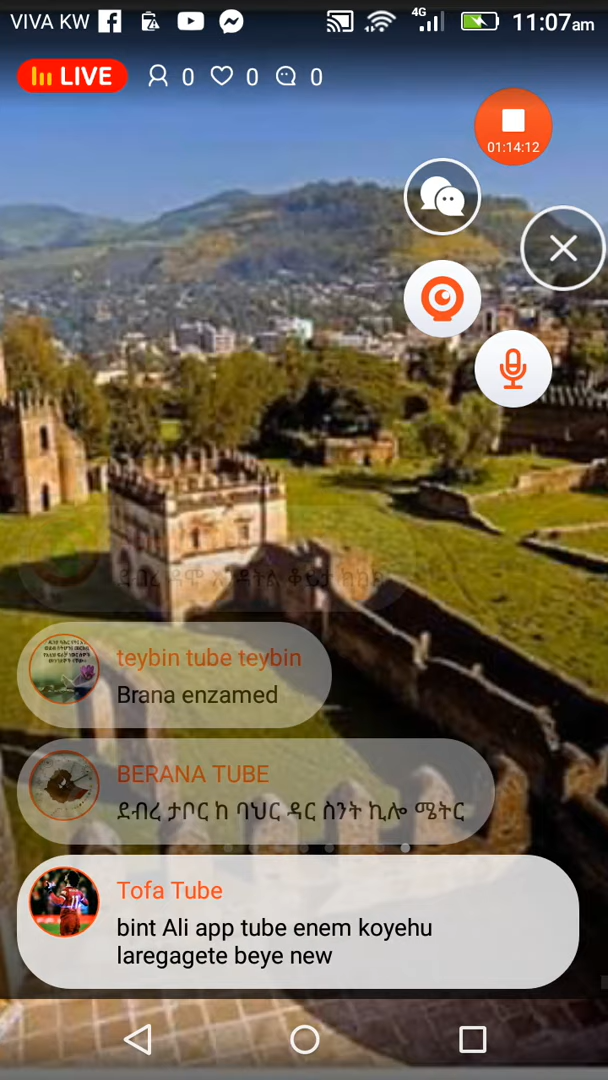 VIVA KW
4G
11:07am
LIVE
0
0
0
01:14:12
teybin tube teybin
Brana enzamed
BERANA TUBE
ደብረ ታቦር ከ ባህር ዳር ስንት ኪሎ ሜትር
Tofa Tube
bint Ali app tube enem koyehu
laregagete beye new